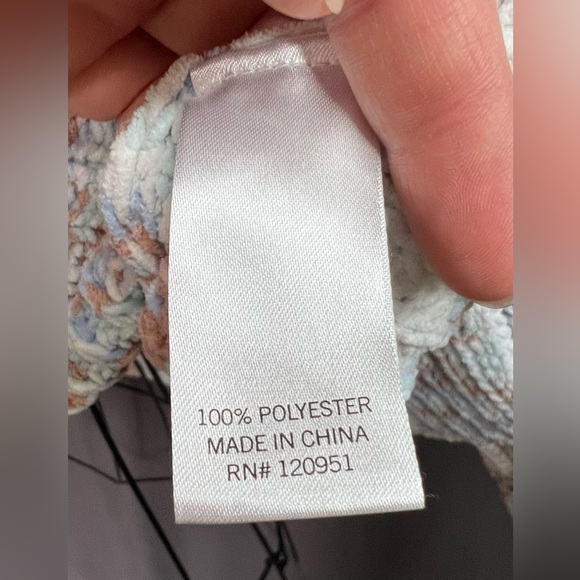 100% POLYESTER
MADE IN CHINA
RN# 120951